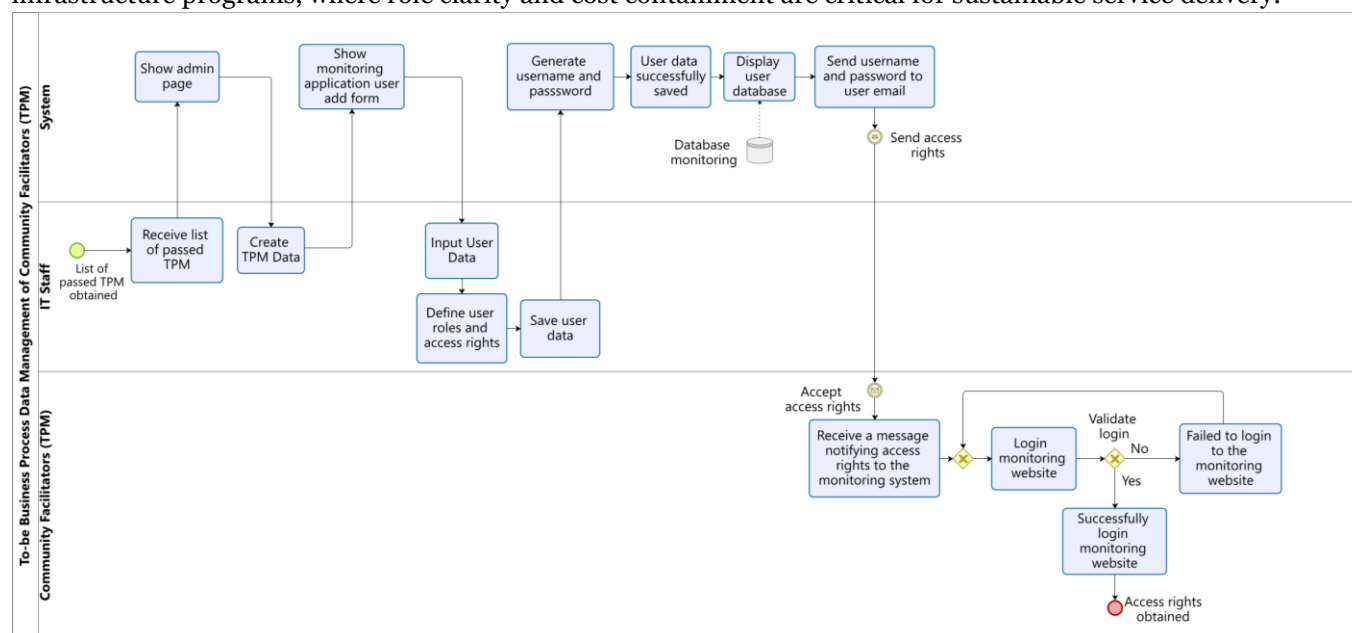 infrastructure programs, where role clarity and cost containment are critical for sustainable service delivery.
To-be Business Process Data Management of Community Facilitators (TPM)
System
Show admin
page
Show
monitoring
application user
add form
Generate
username and
passsword
User data
successfully
saved
Display
user
database
Send username
and password to
user email
Database
monitoring
Send access
rights
IT Staff
List of
passed TPM
obtained
Receive list
of passed
TPM
Create
TPM Data
Input User
Data
Define user
roles and
access rights
Save user
data
Community Facilitators (TPM)
Accept
access rights
Receive a message
notifying access
rights to the
monitoring system
Login
monitoring
website
Validate
login
No
Yes
Failed to login
to the
monitoring
website
Successfully
login
monitoring
website
Access rights
obtained